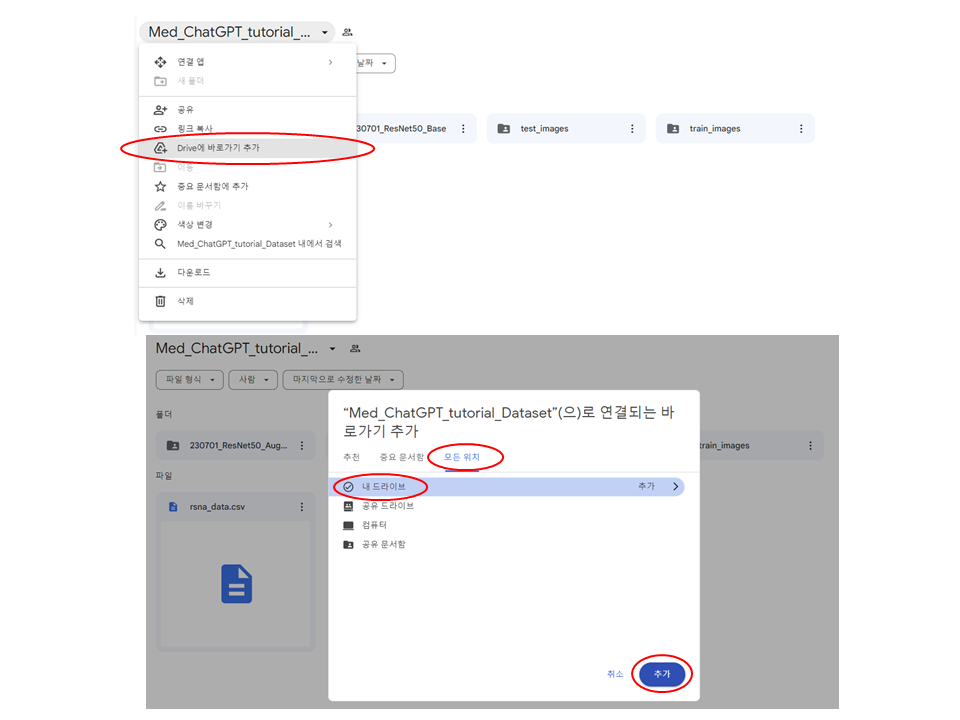 Med_ChatGPT_tutorial_...
연결 앱
날짜
새 폴더
공유
링크 복사
30701_ResNet50_Base
test_images
train_images
Drive에 바로가기 추가
이동
중요 문서함에 추가
이름 바꾸기
색상 변경
Med_ChatGPT_tutorial_Dataset 내에서 검색
다운로드
삭제
Med_ChatGPT_tutorial_...
파일 형식
사람
마지막으로 수정한 날짜
폴더
230701_ResNet50_Aug...
train_images
파일
rsna_data.csv
“Med_ChatGPT_tutorial_Dataset”(으)로 연결되는 바
로가기 추가
추천
중요 문서함
모든 위치
내 드라이브
추가
공유 드라이브
컴퓨터
공유 문서함
취소
추가